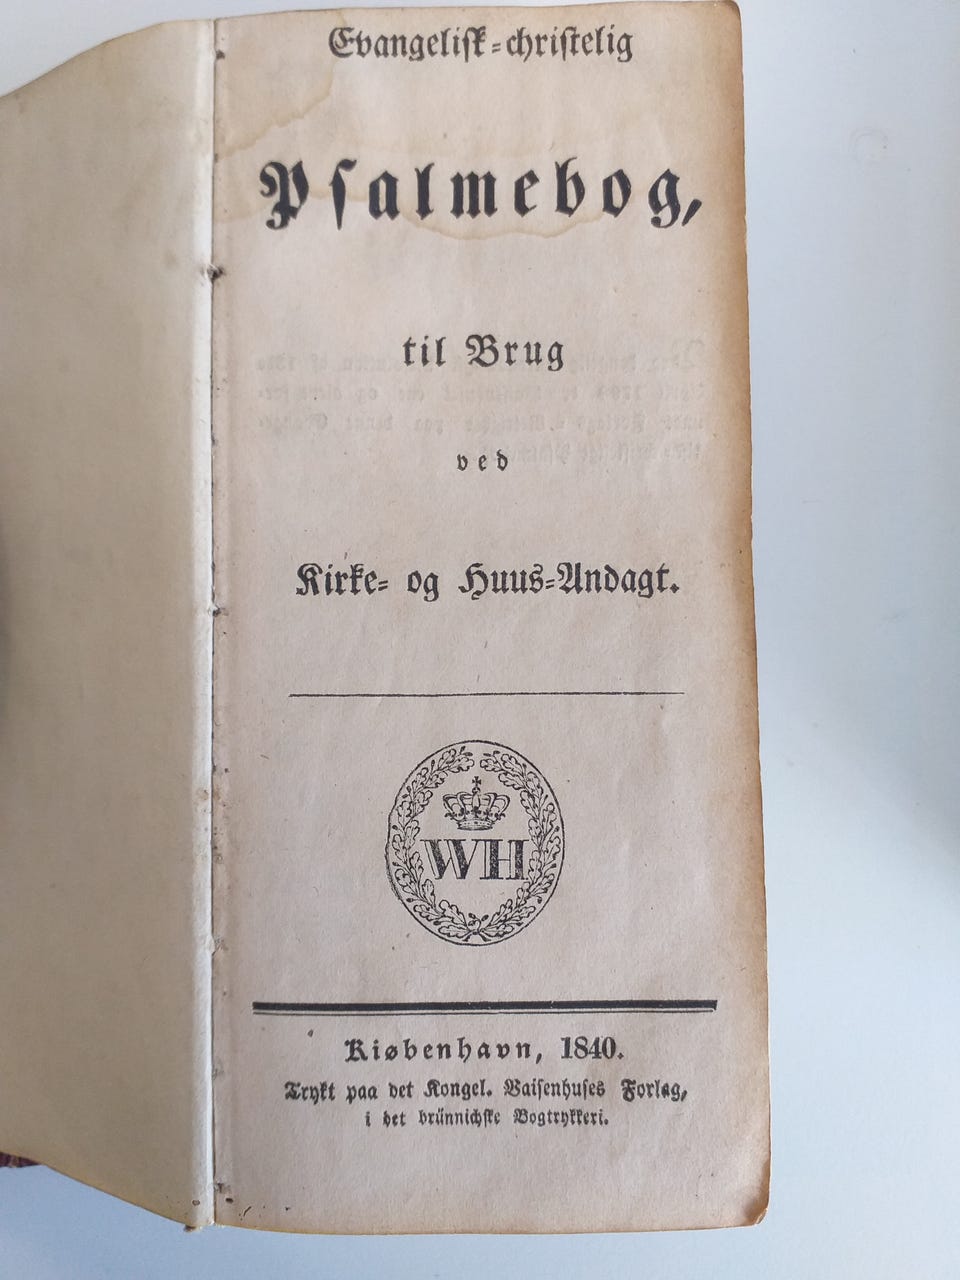 Evangelisk-christelig
Psalmebog,
til Brug
ved
Kirke- og Huus-Andagt.
WH
Kiøbenhavn, 1840.
Trykt paa det Kongel. Vaisenhuses Forlag,
i det brünnichske Bogtrykkeri.